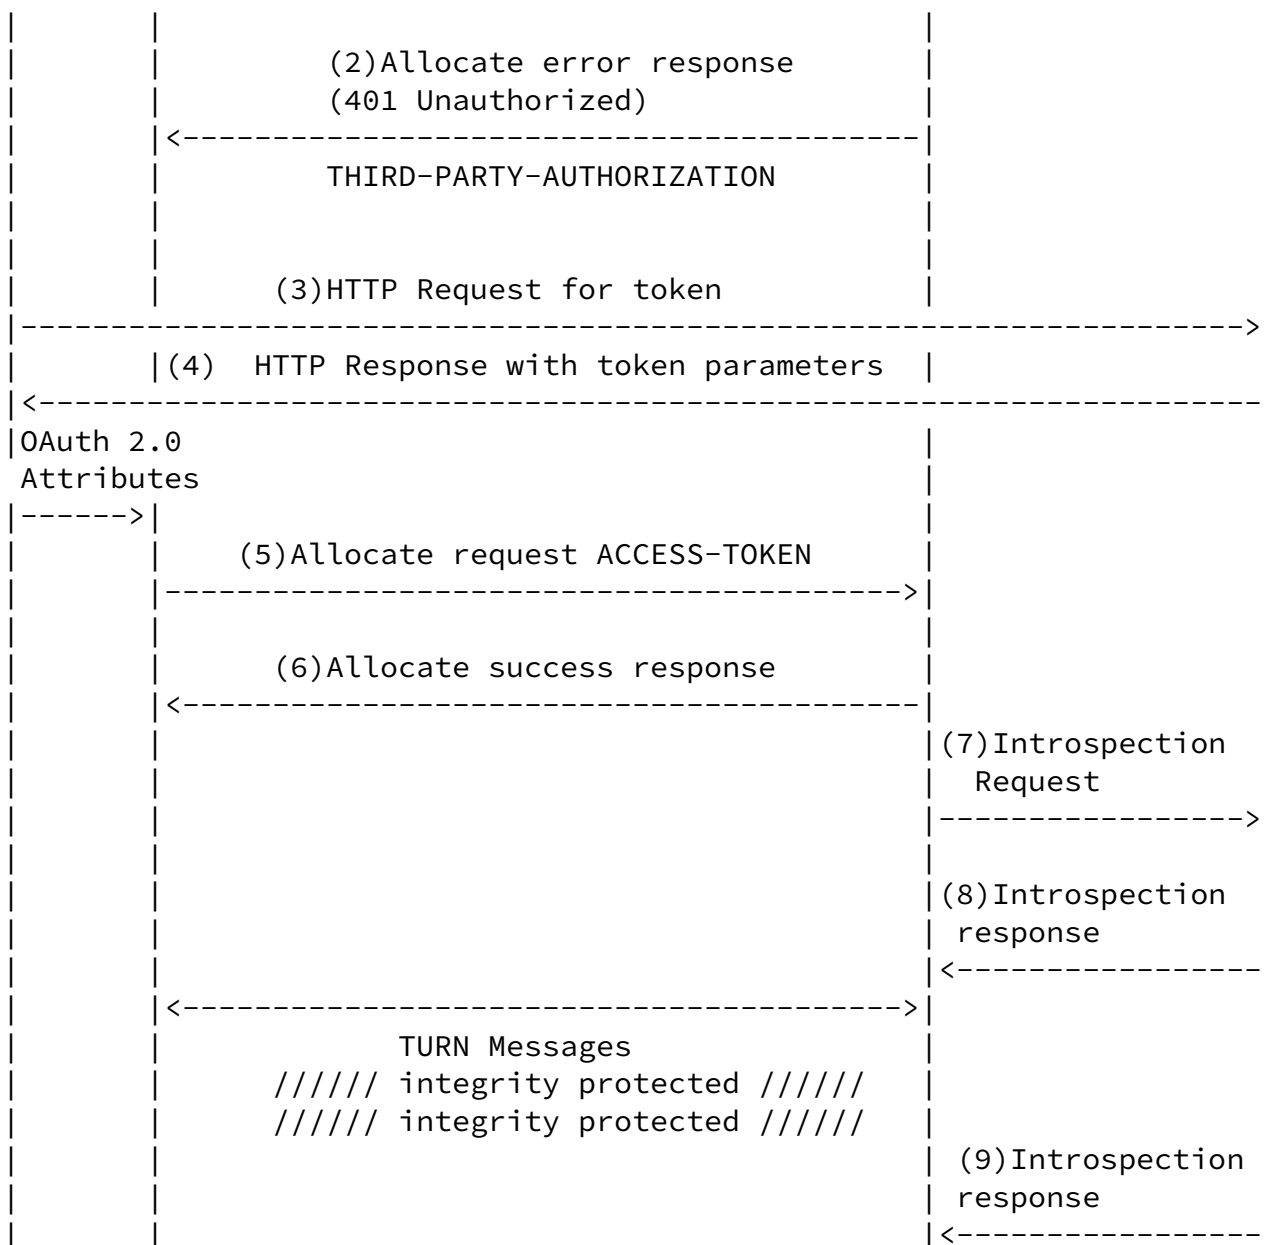 (2)Allocate error response
(401 Unauthorized)
THIRD-PARTY-AUTHORIZATION
(3)HTTP Request for token
(4) HTTP Response with token parameters
OAuth 2.0
Attributes
(5)Allocate request ACCESS-TOKEN
(6)Allocate success response
(7)Introspection
Request
(8)Introspection
response
TURN Messages
////// integrity protected //////
////// integrity protected //////
(9)Introspection
response